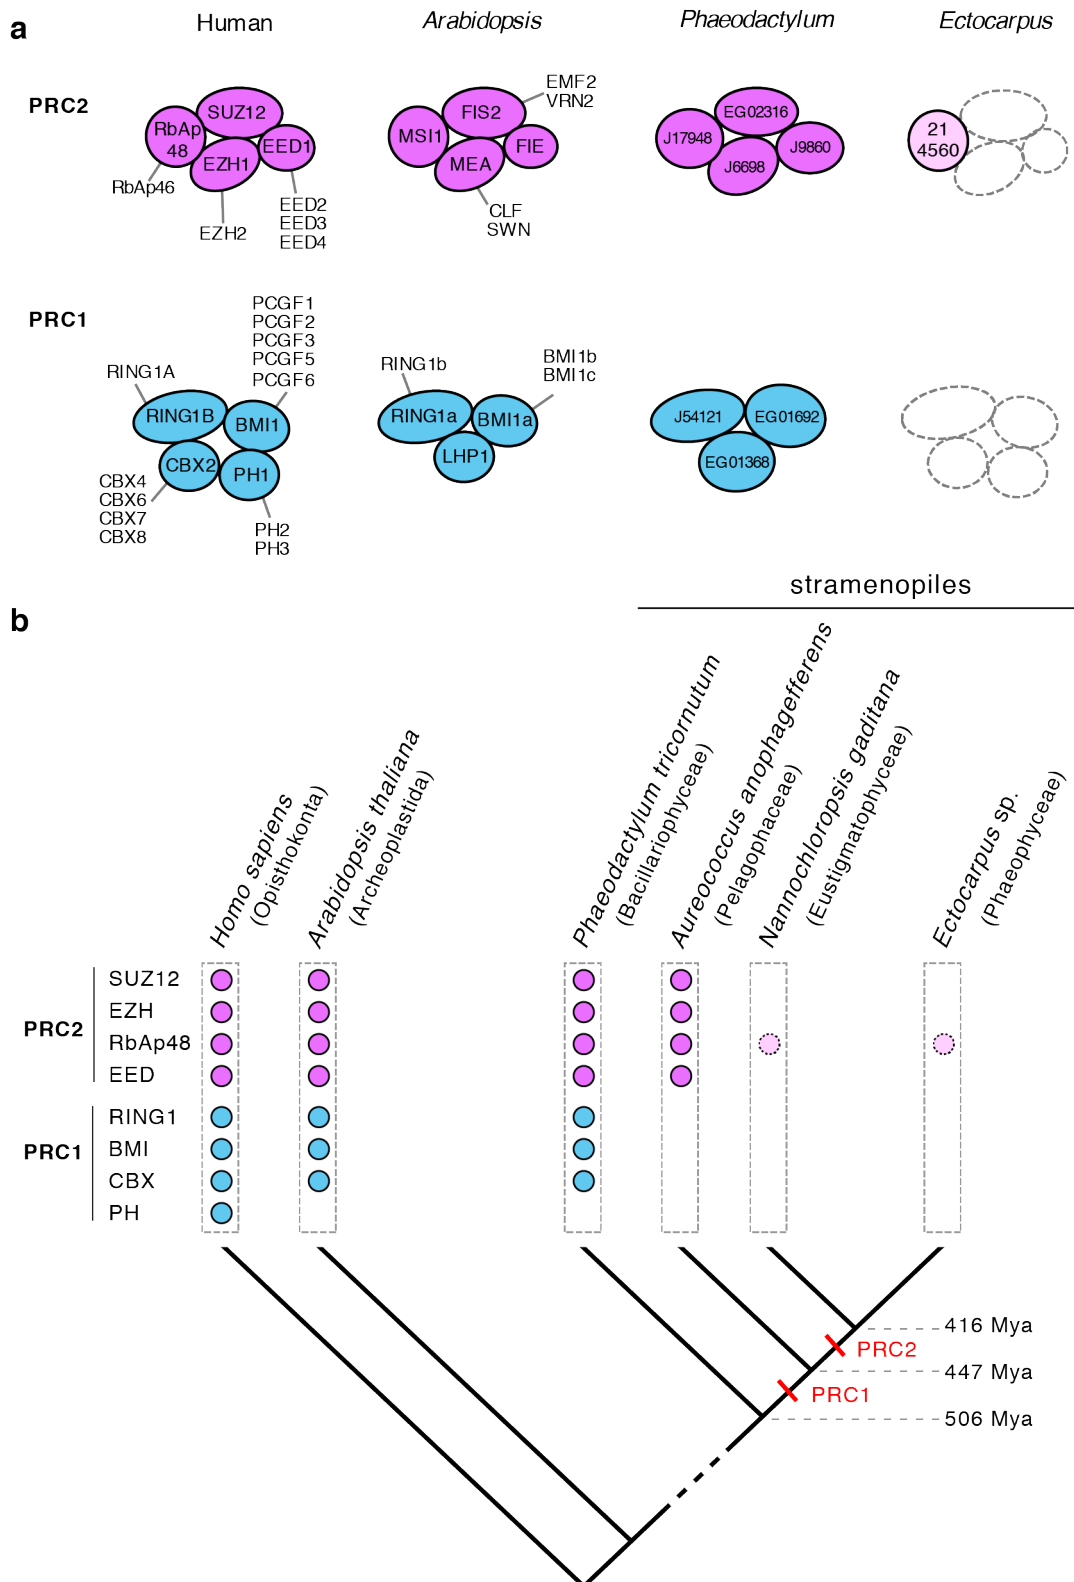 a
Human
Arabidopsis
Phaeodactylum
Ectocarpus
PRC2
SUZ12
RbAp
48
EED1
EZH1
RbAp46
EZH2
EED2
EED3
EED4
EMF2
VRN2
FIS2
MSI1
FIE
MEA
CLF
SWN
EG02316
J17948
J9860
J6698
21
4560
PRC1
PCGF1
PCGF2
PCGF3
PCGF5
PCGF6
RING1A
RING1B
BMI1
CBX2
PH1
CBX4
CBX6
CBX7
CBX8
PH2
PH3
RING1b
BMI1b
BMI1c
RING1a
BMI1a
LHP1
J54121
EG01692
EG01368
stramenopiles
b
Homo sapiens
(Opisthokonta)
Arabidopsis thaliana
(Archeoplastida)
Phaeodactylum tricornutum
(Bacillariophyceae)
Aureococcus anophagefferens
(Pelagophaceae)
Nannochloropsis gaditana
(Eustigmatophyceae)
Ectocarpus sp.
(Phaeophyceae)
PRC2
SUZ12
EZH
RbAp48
EED
PRC1
RING1
BMI
CBX
PH
416 Mya
PRC2
447 Mya
PRC1
506 Mya